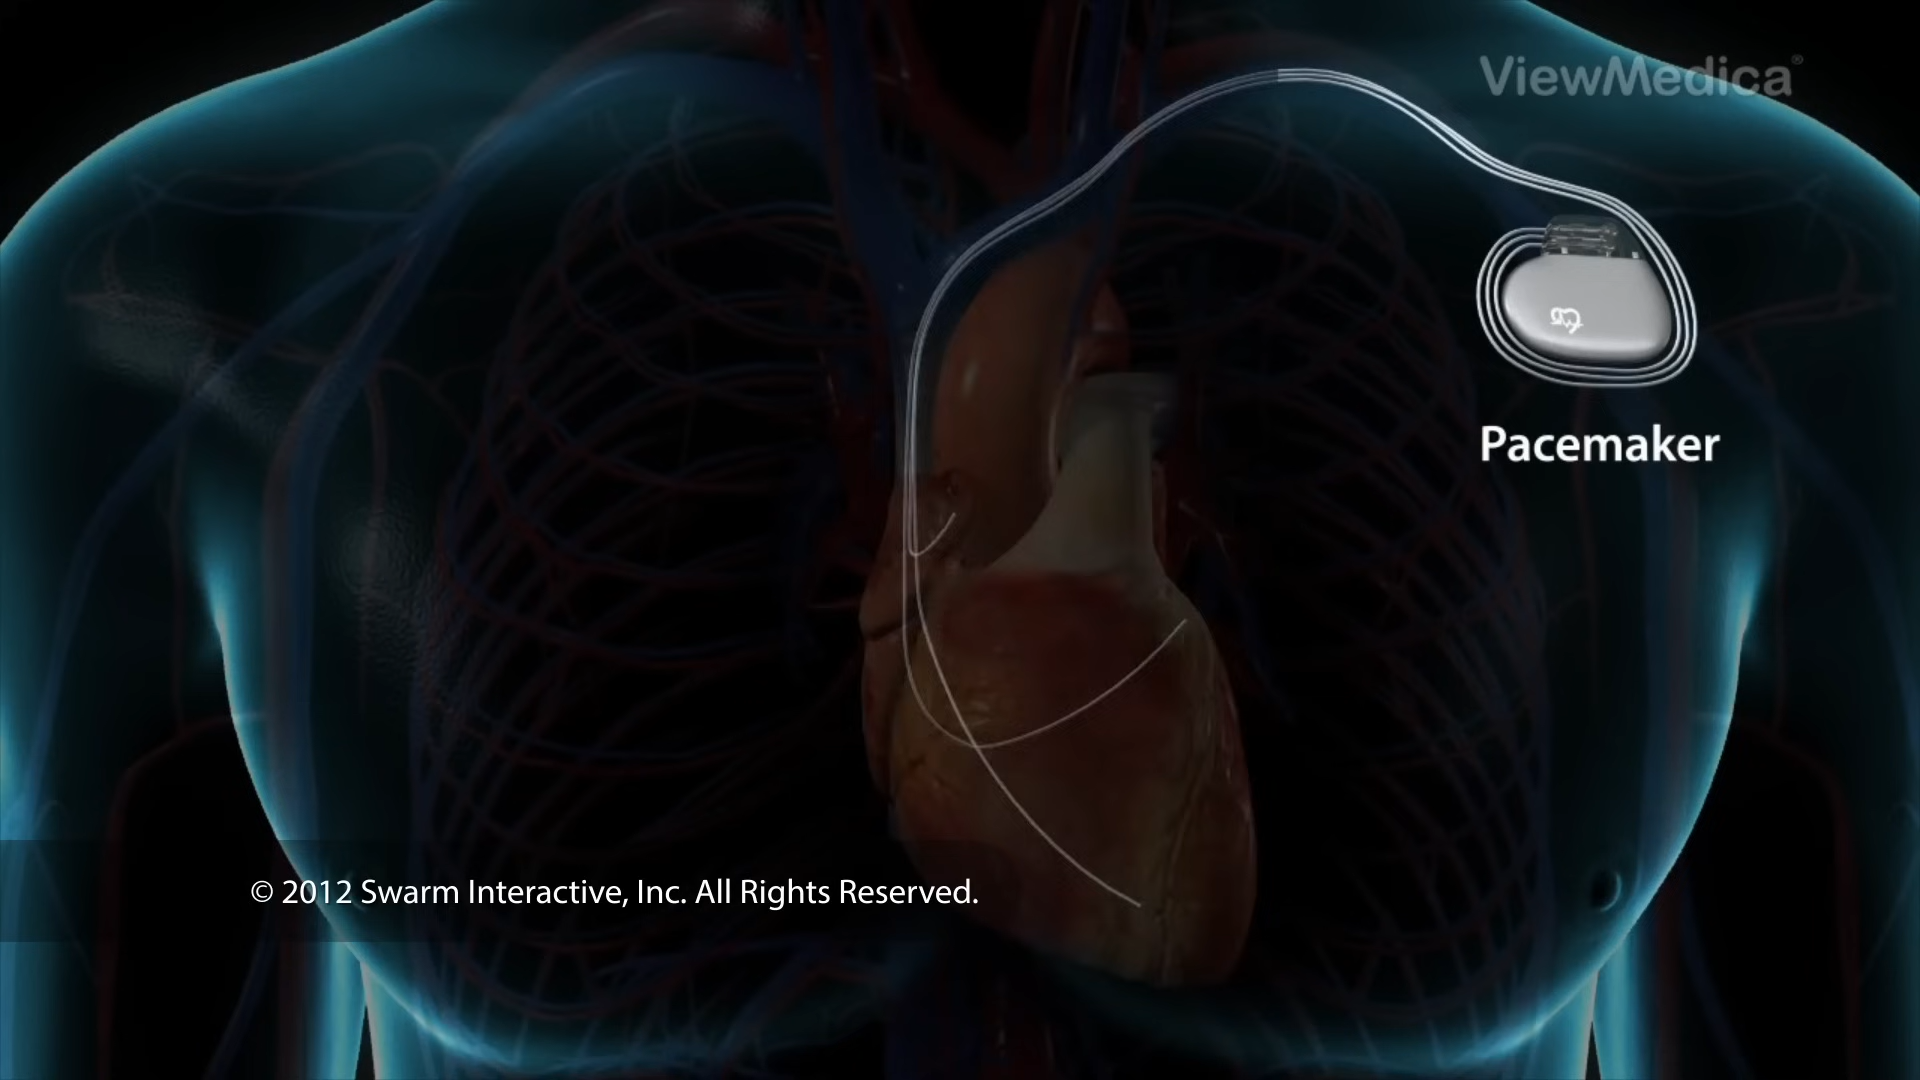 ViewMedica®
Pacemaker
© 2012 Swarm Interactive, Inc. All Rights Reserved.